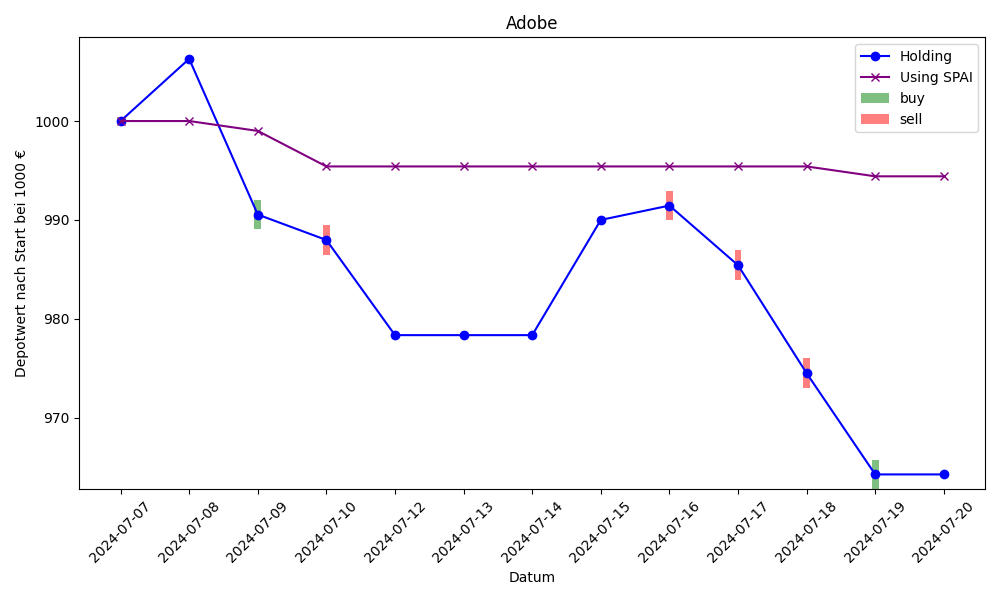 Adobe
Holding
Using SPAI
buy
sell
Depotwert nach Start bei 1000 €
1000
990
980
970
2024-07-07
2024-07-08
2024-07-09
2024-07-10
2024-07-12
2024-07-13
2024-07-14
2024-07-15
2024-07-16
2024-07-17
2024-07-18
2024-07-19
2024-07-20
Datum